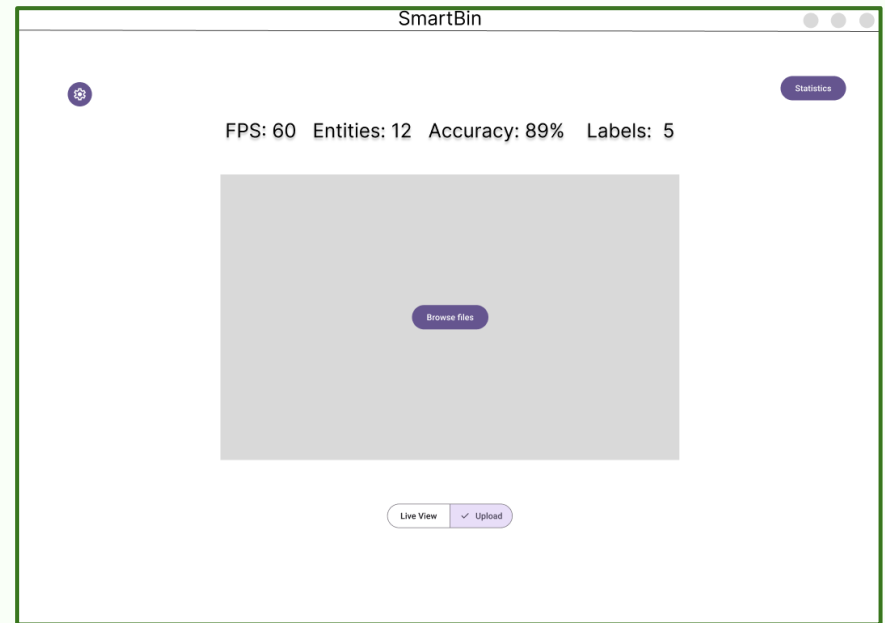 SmartBin
Statistics
FPS: 60 Entities: 12 Accuracy: 89% Labels: 5
Browse files
Live View Upload